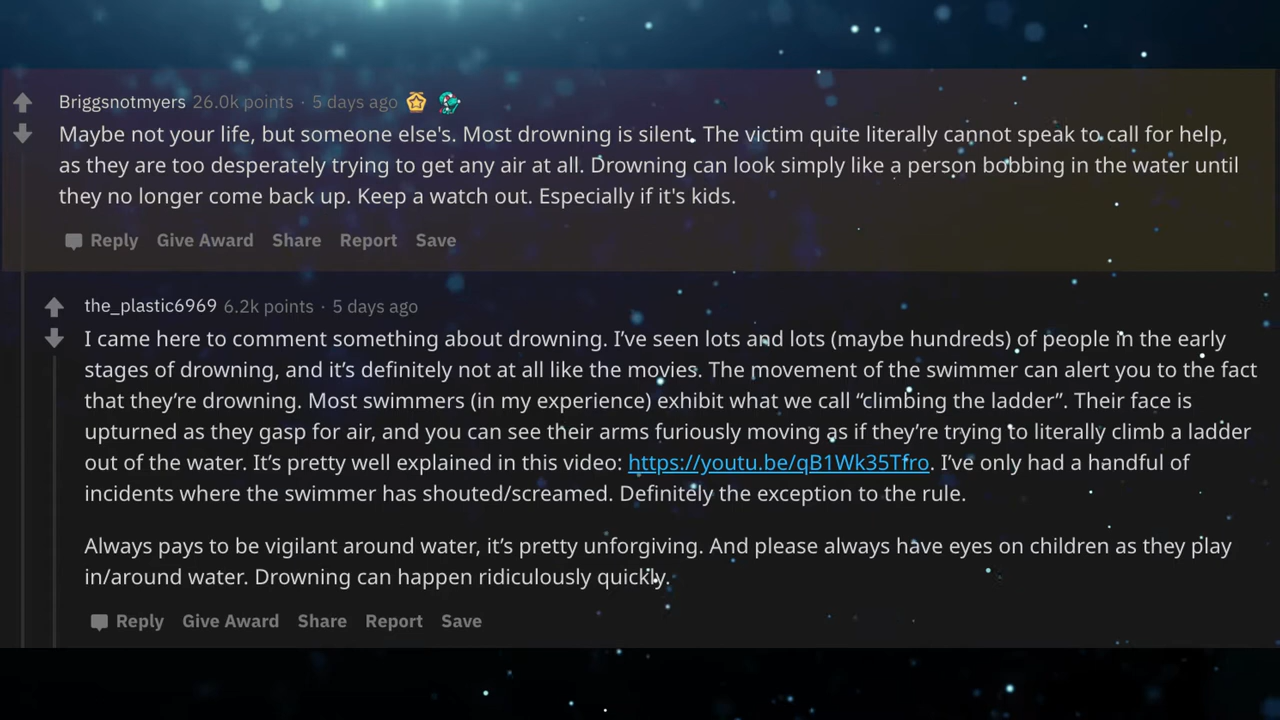 Briggsnotmyers 26.0k points · 5 days ago
Maybe not your life, but someone else's. Most drowning is silent. The victim quite literally cannot speak to call for help,
as they are too desperately trying to get any air at all. Drowning can look simply like a person bobbing in the water until
they no longer come back up. Keep a watch out. Especially if it's kids.
Reply Give Award Share Report Save
the_plastic6969 6.2k points · 5 days ago
I came here to comment something about drowning. I’ve seen lots and lots (maybe hundreds) of people in the early
stages of drowning, and it’s definitely not at all like the movies. The movement of the swimmer can alert you to the fact
that they’re drowning. Most swimmers (in my experience) exhibit what we call “climbing the ladder”. Their face is
upturned as they gasp for air, and you can see their arms furiously moving as if they’re trying to literally climb a ladder
out of the water. It’s pretty well explained in this video: https://youtu.be/qB1Wk35Tfro. I’ve only had a handful of
incidents where the swimmer has shouted/screamed. Definitely the exception to the rule.
Always pays to be vigilant around water, it’s pretty unforgiving. And please always have eyes on children as they play
in/around water. Drowning can happen ridiculously quickly.
Reply Give Award Share Report Save